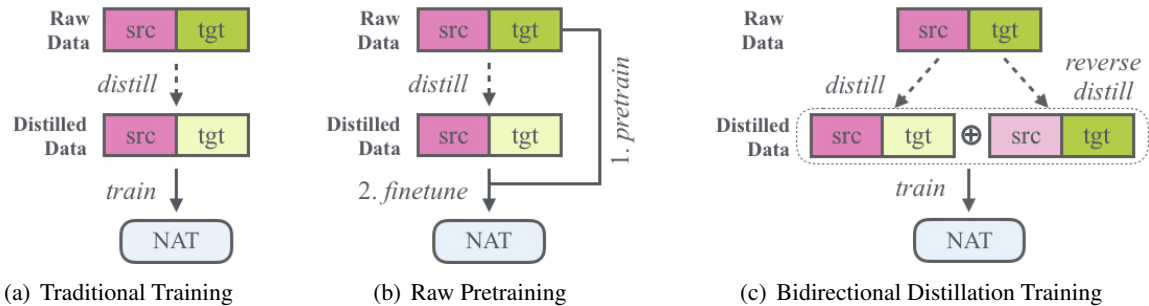 Raw
Data
src tgt
distill
Distilled
Data
src tgt
train
NAT
(a) Traditional Training
Raw
Data
src tgt
distill
1. pretrain
Distilled
Data
src tgt
2. finetune
NAT
(b) Raw Pretraining
Raw
Data
src tgt
distill
reverse
distill
Distilled
Data
src tgt ⊕ src tgt
train
NAT
(c) Bidirectional Distillation Training